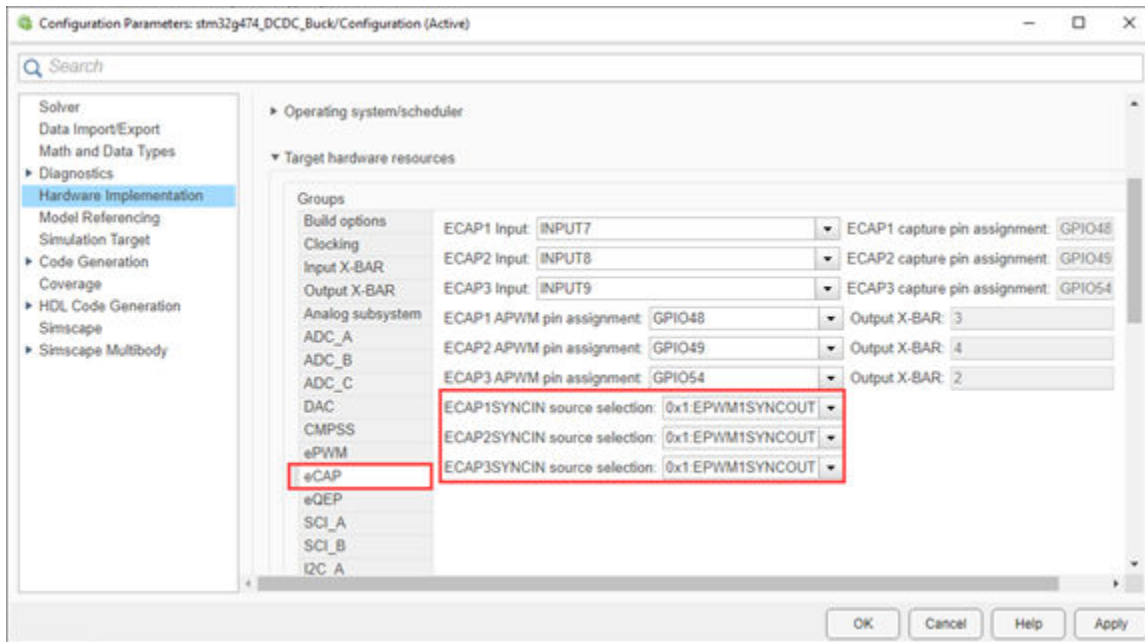 Configuration Parameters: stm32g474_DCDC_Buck/Configuration (Active)
Search
Solver
Data Import/Export
Math and Data Types
Diagnostics
Hardware Implementation
Model Referencing
Simulation Target
Code Generation
Coverage
HDL Code Generation
Simscape
Simscape Multibody
Operating system/scheduler
Target hardware resources
Groups
Build options
Clocking
Input X-BAR
Output X-BAR
Analog subsystem
ADC_A
ADC_B
ADC_C
DAC
CMPSS
ePWM
eCAP
eQEP
SCI_A
SCI_B
I2C_A
ECAP1 Input: INPUT7 ECAP1 capture pin assignment: GPIO48
ECAP2 Input: INPUT8 ECAP2 capture pin assignment: GPIO49
ECAP3 Input: INPUT9 ECAP3 capture pin assignment: GPIO54
ECAP1 APWM pin assignment: GPIO48 Output X-BAR: 3
ECAP2 APWM pin assignment: GPIO49 Output X-BAR: 4
ECAP3 APWM pin assignment: GPIO54 Output X-BAR: 2
ECAP1SYNCIN source selection: 0x1:EPWM1SYNCOUT
ECAP2SYNCIN source selection: 0x1:EPWM1SYNCOUT
ECAP3SYNCIN source selection: 0x1:EPWM1SYNCOUT
OK Cancel Help Apply